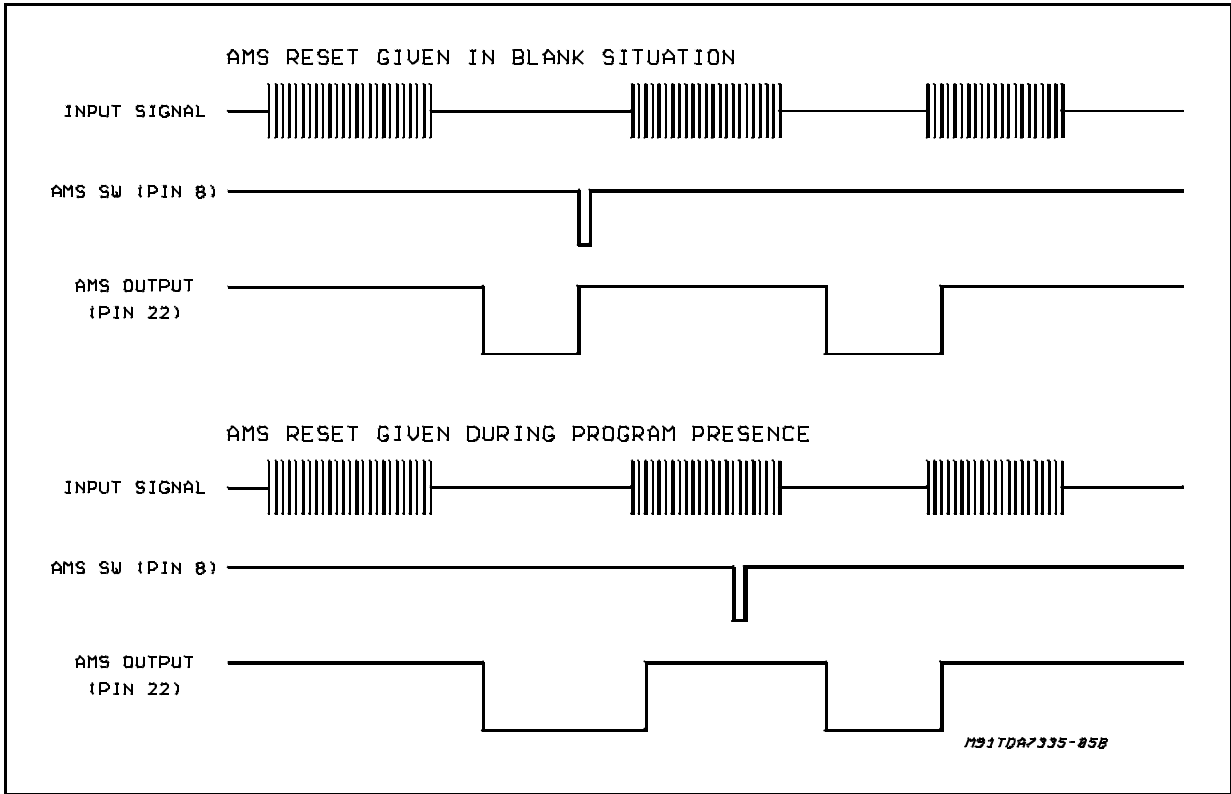 AMS RESET GIVEN IN BLANK SITUATION
INPUT SIGNAL
AMS SW (PIN 8)
AMS OUTPUT
(PIN 22)
AMS RESET GIVEN DURING PROGRAM PRESENCE
INPUT SIGNAL
AMS SW (PIN 8)
AMS OUTPUT
(PIN 22)
M91TDA7335-05B